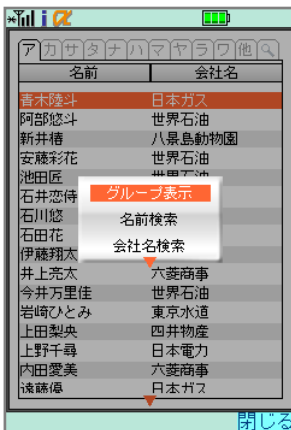 i α
ア カ サ タ ナ ハ マ ヤ ラ ワ 他
名前 会社名
青木陸斗 日本ガス
阿部悠斗 世界石油
新井椿 八景島動物園
安藤彩花 世界石油
池田匠 世界石油
石井恋侍
グループ表示
石川悠
名前検索
石田花
会社名検索
伊藤翔太
井上亮太 六菱商事
今井万里佳 世界石油
岩崎ひとみ 東京水道
上田梨央 四井物産
上野千尋 日本電力
内田愛美 六菱商事
遠藤優 日本ガス
閉じる